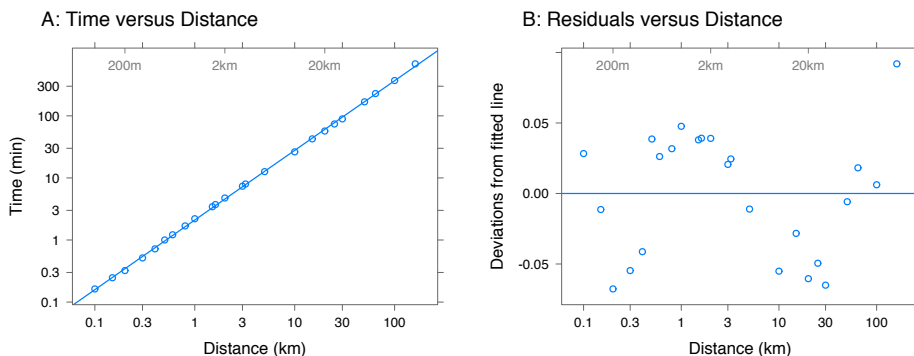 A: Time versus Distance
200m 2km 20km
300
100
30
10
3
1
0.3
0.1
Time (min)
0.1 0.3 1 3 10 30 100
Distance (km)
B: Residuals versus Distance
200m 2km 20km
0.05
0.00
-0.05
Deviations from fitted line
0.1 0.3 1 3 10 30 100
Distance (km)